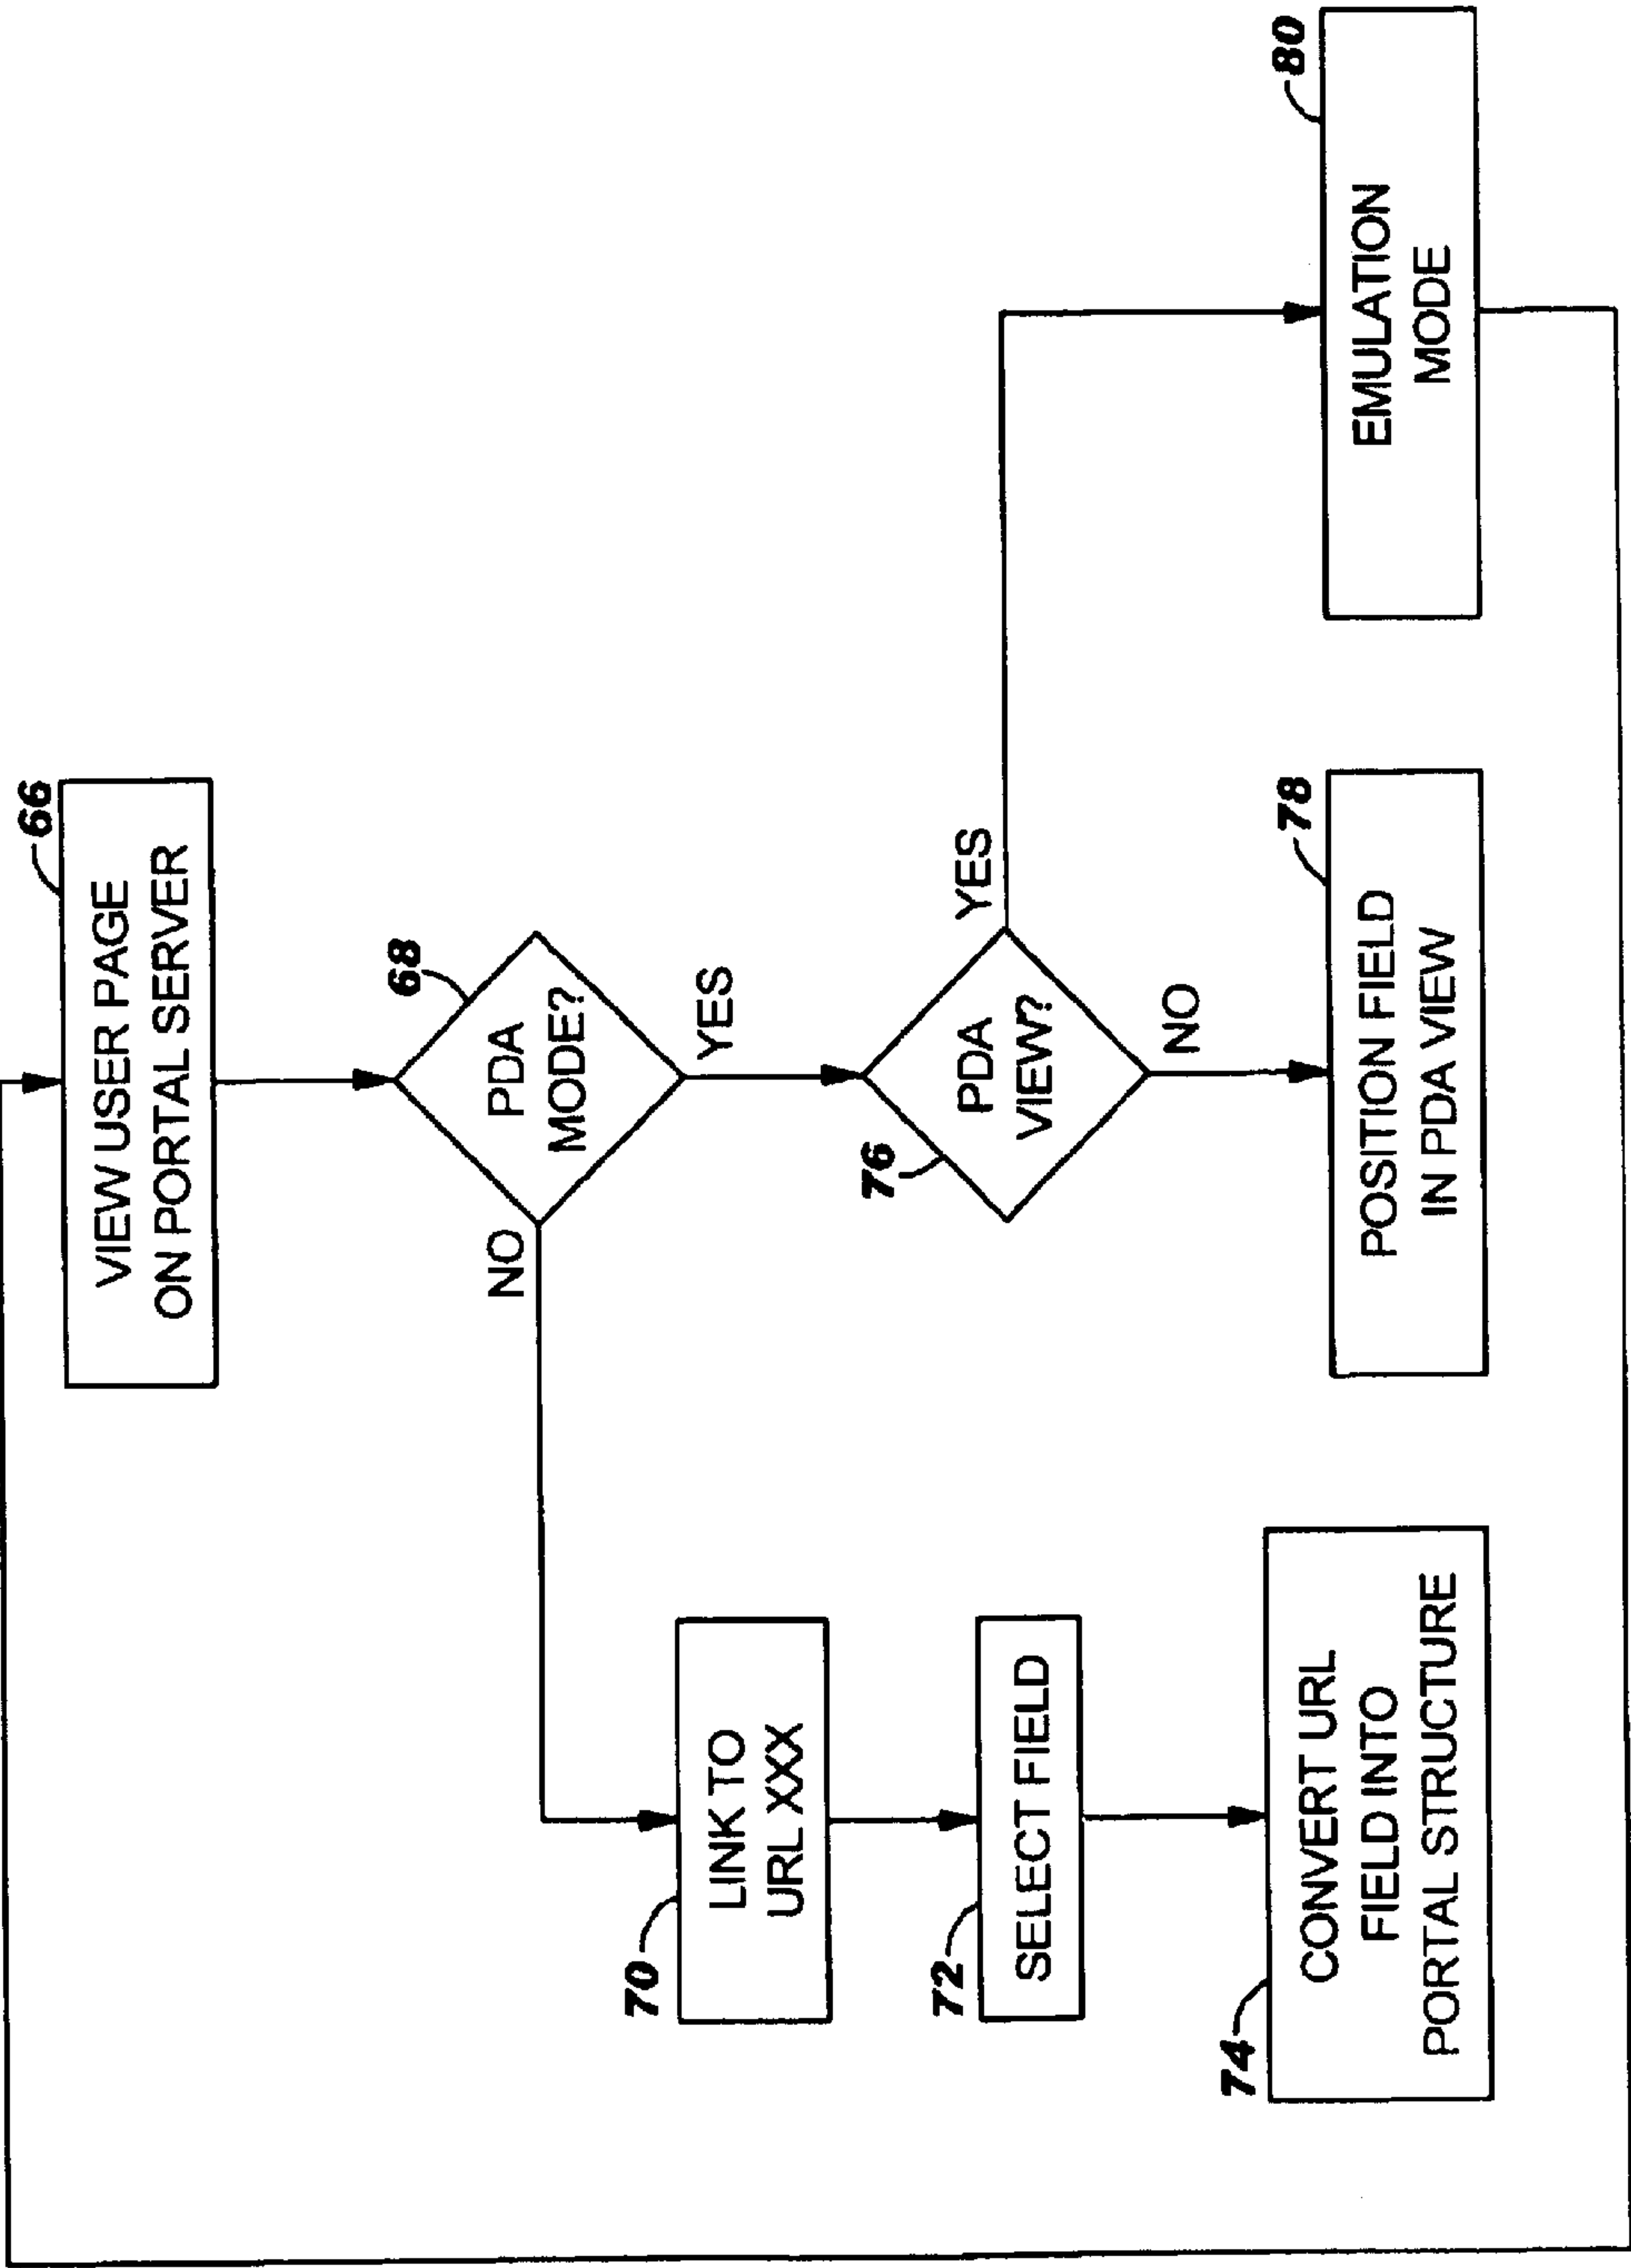 66
VIEW USER PAGE
ON PORTAL SERVER
68
PDA
MODE?
NO
YES
70
LINK TO
URL XXX
72
SELECT FIELD
74
CONVERT URL
FIELD INTO
PORTAL STRUCTURE
76
PDA
VIEW?
YES
NO
78
POSITION FIELD
IN PDA VIEW
80
EMULATION
MODE